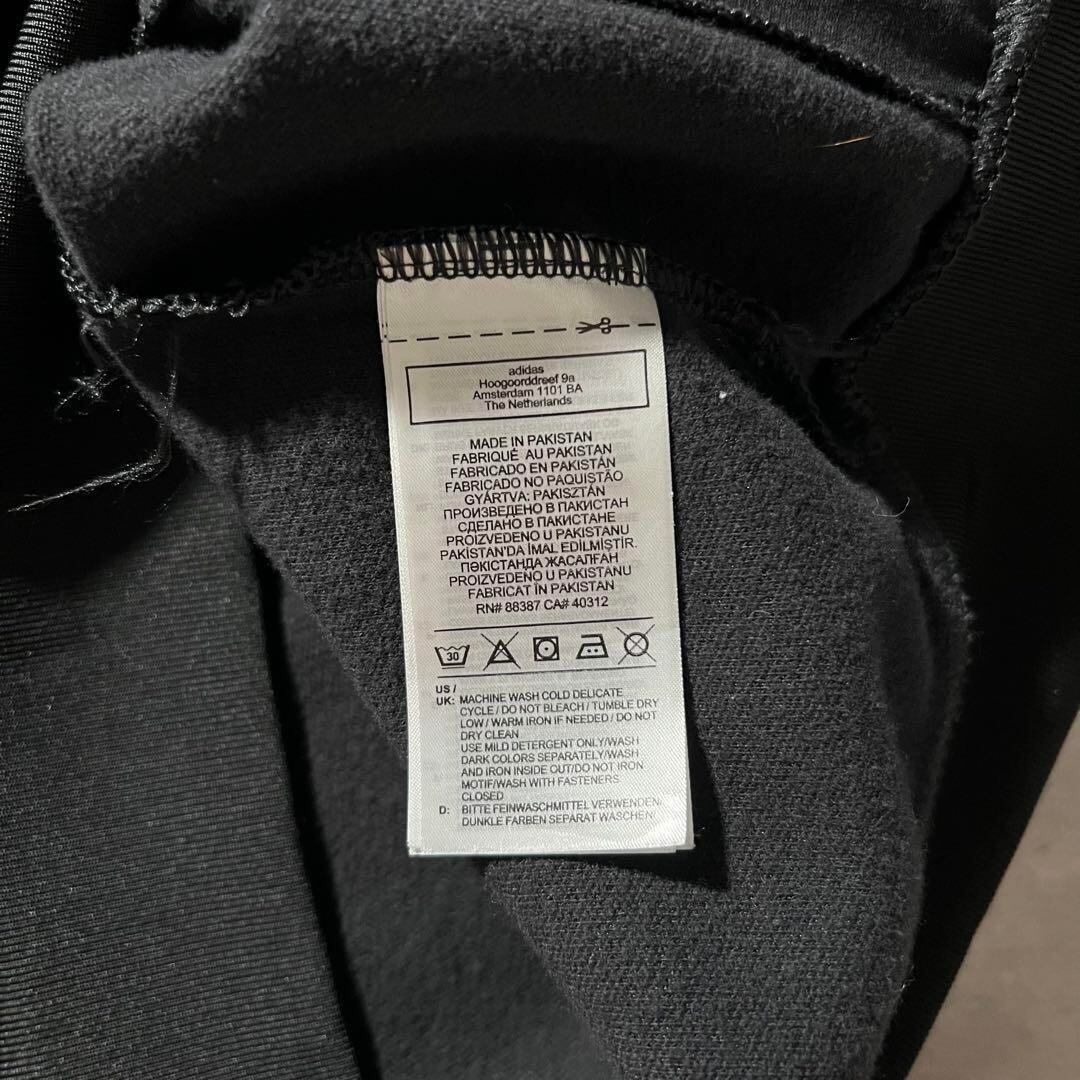 adidas
Hoogoorddreef 9a
Amsterdam 1101 BA
The Netherlands
MADE IN PAKISTAN
FABRIQUÉ AU PAKISTAN
FABRICADO EN PAKISTÁN
FABRICADO NO PAQUISTÃO
GYÁRTVA: PAKISZTÁN
ПРОИЗВЕДЕНО В ПАКИСТАН
СДЕЛАНО В ПАКИСТАНЕ
PROIZVEDENO U PAKISTANU
PAKİSTAN'DA İMAL EDİLMİŞTİR.
ПӘКІСТАНДА ЖАСАЛҒАН
PROIZVEDENO U PAKISTANU
FABRICAT ÎN PAKISTAN
RN# 88387 CA# 40312
30
US /
UK: MACHINE WASH COLD DELICATE
CYCLE / DO NOT BLEACH / TUMBLE DRY
LOW / WARM IRON IF NEEDED / DO NOT
DRY CLEAN
USE MILD DETERGENT ONLY/WASH
DARK COLORS SEPARATELY/WASH
AND IRON INSIDE OUT/DO NOT IRON
MOTIF/WASH WITH FASTENERS
CLOSED
D: BITTE FEINWASCHMITTEL VERWENDEN/
DUNKLE FARBEN SEPARAT WASCHEN/